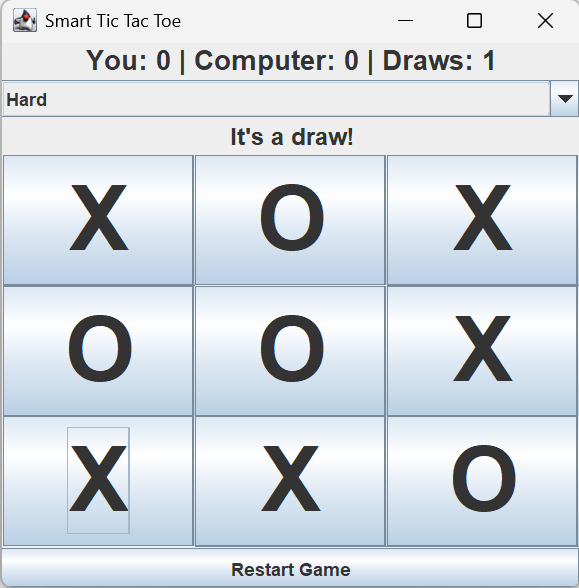 Smart Tic Tac Toe
You: 0 | Computer: 0 | Draws: 1
Hard
It's a draw!
X O X
O O X
X X O
Restart Game